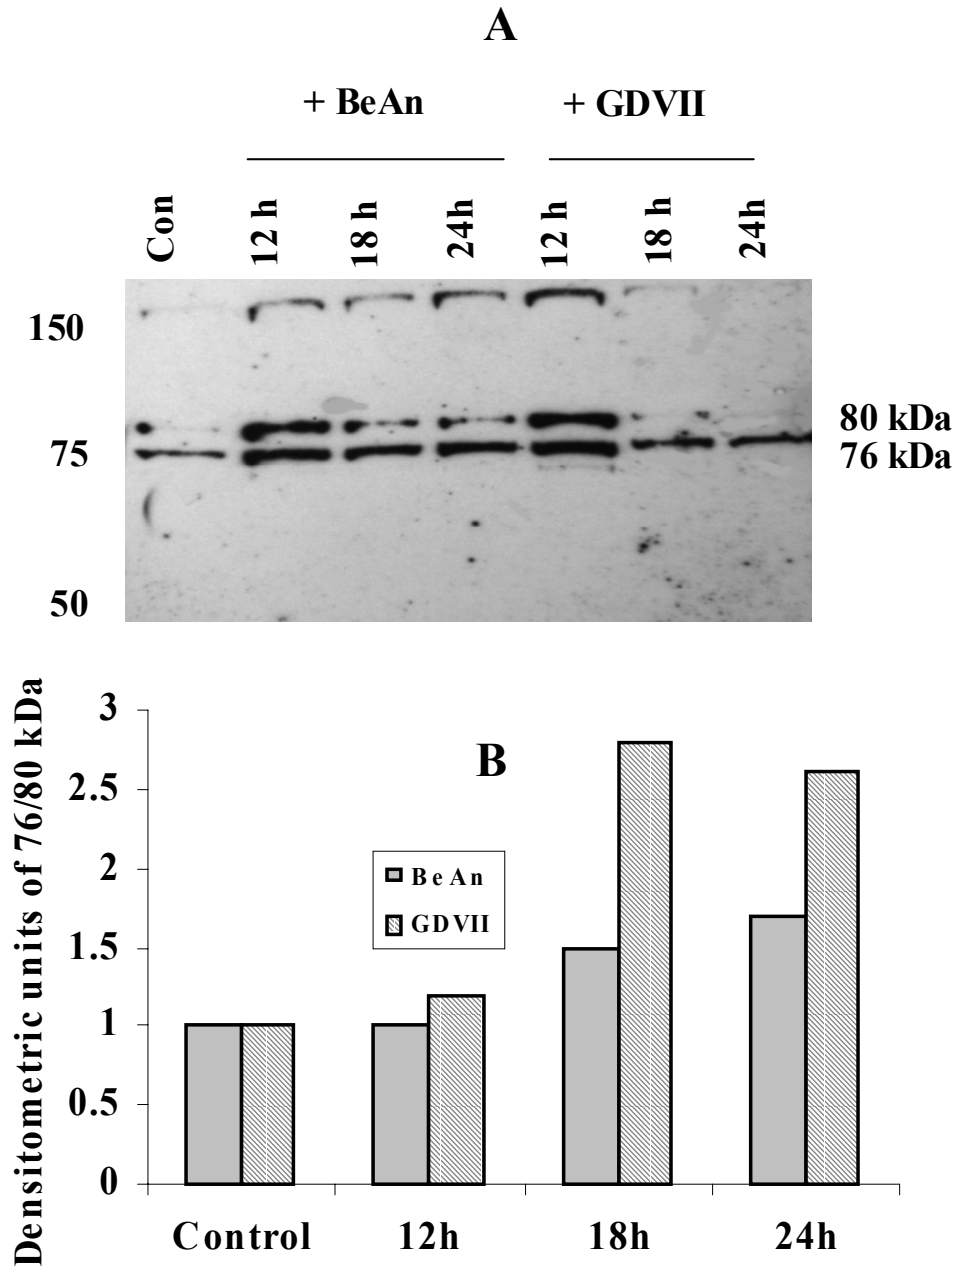 A
+ BeAn + GDVII
Con 12 h 18 h 24h 12 h 18 h 24h
150
80 kDa
75
76 kDa
50
Densitometric units of 76/80 kDa
3
B
2.5
2
BeAn
GDVII
1.5
1
0.5
0
Control 12h 18h 24h